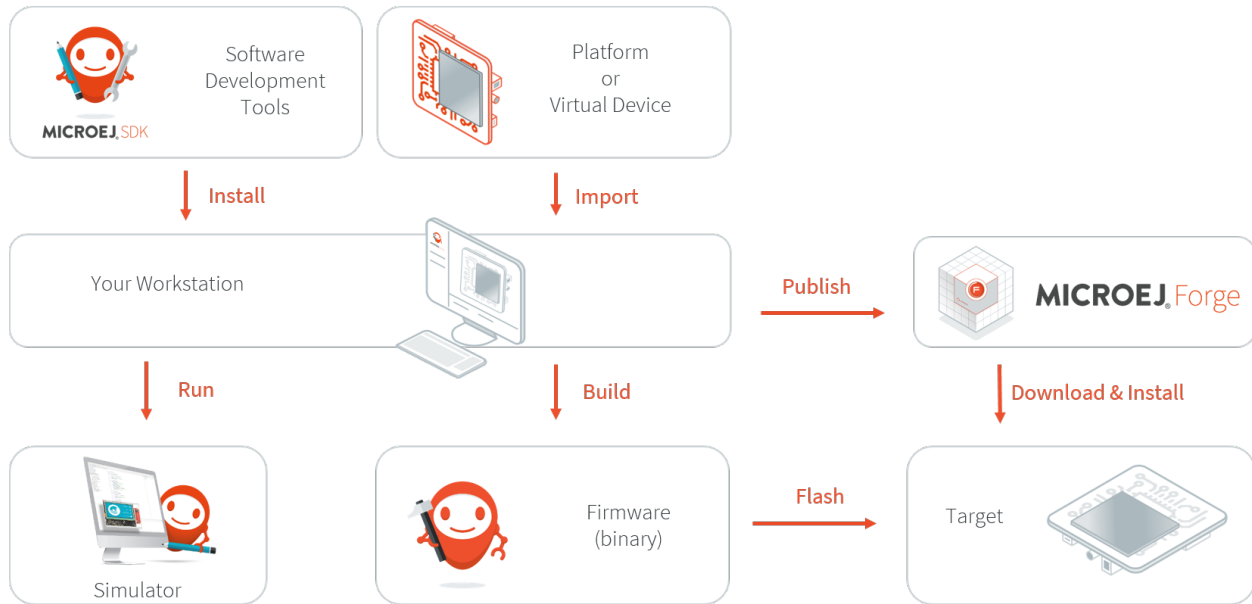 Software
Development
Tools
MICROEJ® SDK
Platform
or
Virtual Device
Install
Import
Your Workstation
Publish
F
MICROEJ® Forge
Run
Build
Download & Install
Simulator
Firmware
(binary)
Flash
Target